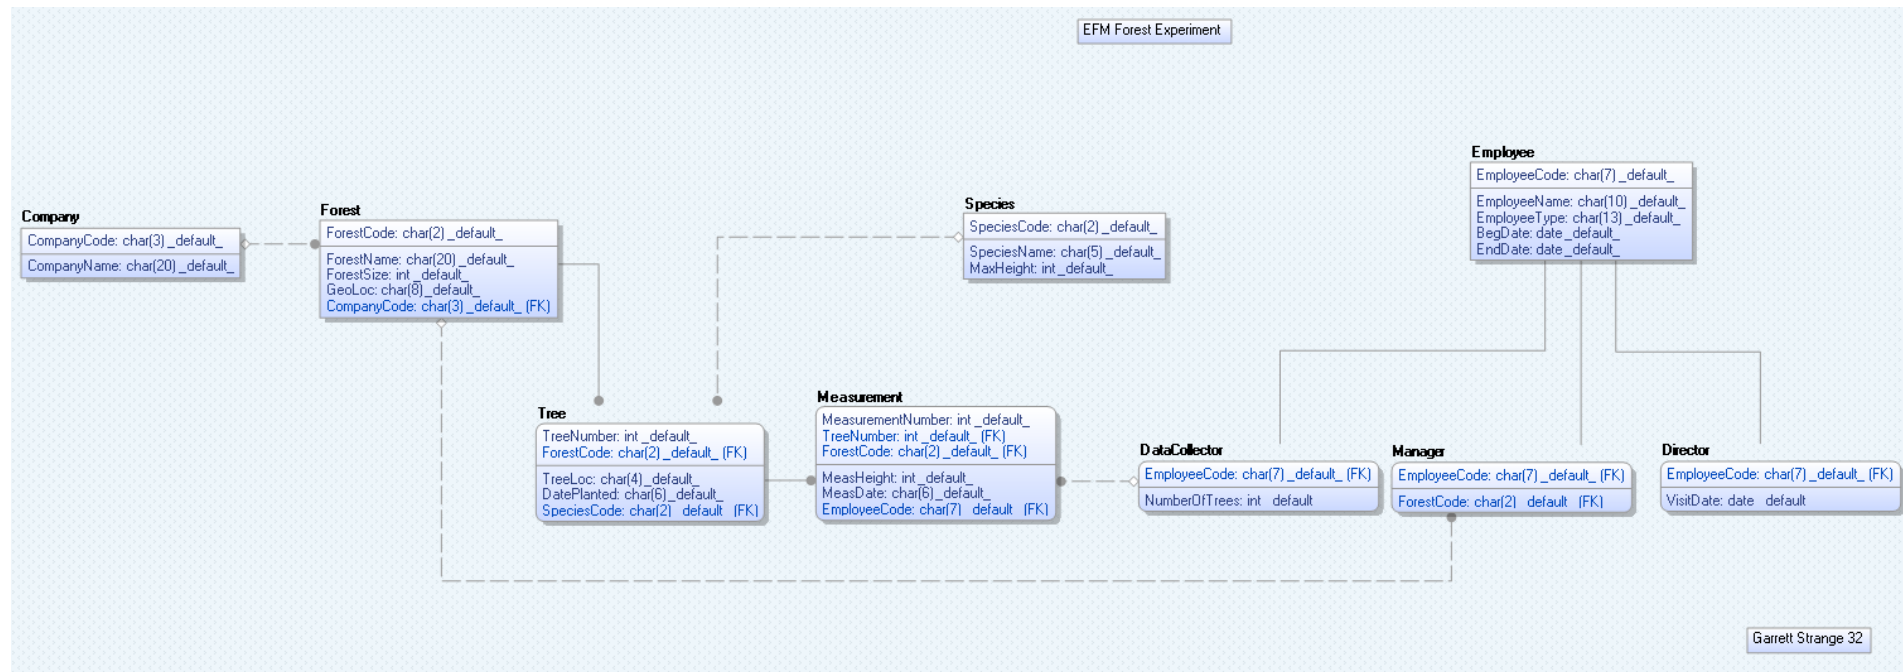 EFM Forest Experiment
Company
CompanyCode: char(3) _default_
CompanyName: char(20) _default_
Forest
ForestCode: char(2) _default_
ForestName: char(20) _default_
ForestSize: int _default_
GeoLoc: char(8) _default_
CompanyCode: char(3) _default_ (FK)
Species
SpeciesCode: char(2) _default_
SpeciesName: char(5) _default_
MaxHeight: int _default_
Employee
EmployeeCode: char(7) _default_
EmployeeName: char(10) _default_
EmployeeType: char(13) _default_
BegDate: date _default_
EndDate: date _default_
Tree
TreeNumber: int _default_
ForestCode: char(2) _default_ (FK)
TreeLoc: char(4) _default_
DatePlanted: char(6) _default_
SpeciesCode: char(2) _default_ (FK)
Measurement
MeasurementNumber: int _default_
TreeNumber: int _default_ (FK)
ForestCode: char(2) _default_ (FK)
MeasHeight: int _default_
MeasDate: char(6) _default_
EmployeeCode: char(7) _default_ (FK)
DataCollector
EmployeeCode: char(7) _default_ (FK)
NumberOfTrees: int _default_
Manager
EmployeeCode: char(7) _default_ (FK)
ForestCode: char(2) _default_ (FK)
Director
EmployeeCode: char(7) _default_ (FK)
VisitDate: date _default_
Garrett Strange 32